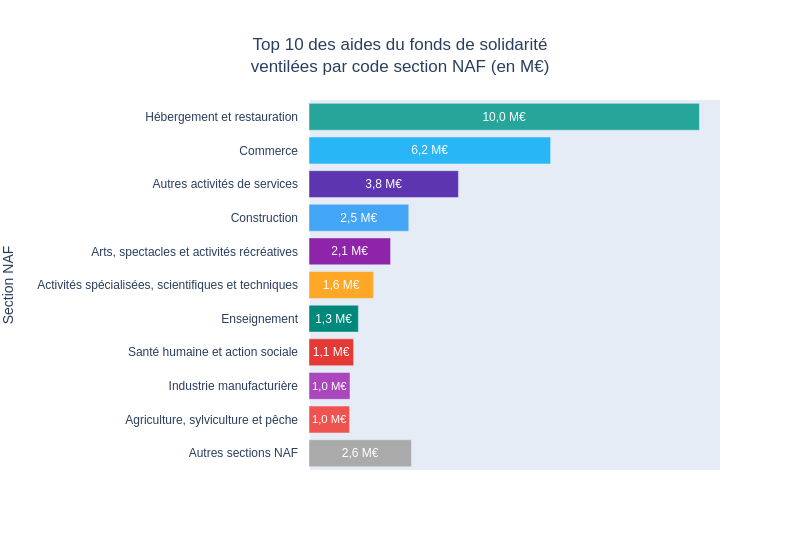 Top 10 des aides du fonds de solidarité
ventilées par code section NAF (en M€)
Section NAF
Hébergement et restauration 10,0 M€
Commerce 6,2 M€
Autres activités de services 3,8 M€
Construction 2,5 M€
Arts, spectacles et activités récréatives 2,1 M€
Activités spécialisées, scientifiques et techniques 1,6 M€
Enseignement 1,3 M€
Santé humaine et action sociale 1,1 M€
Industrie manufacturière 1,0 M€
Agriculture, sylviculture et pêche 1,0 M€
Autres sections NAF 2,6 M€